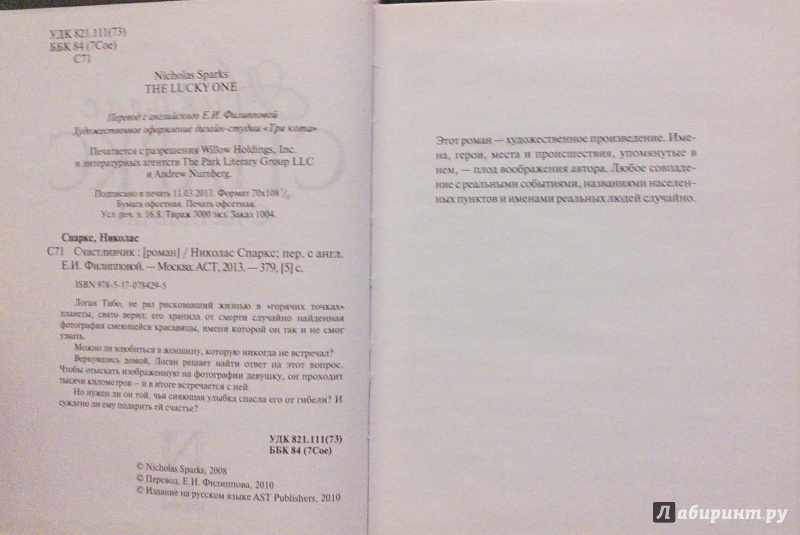 УДК 821.111(73)
ББК 84 (7Сое)
С71
Nicholas Sparks
THE LUCKY ONE
Перевод с английского Е.И. Филипповой
Художественное оформление дизайн-студии «Три кота»
Печатается с разрешения Willow Holdings, Inc.
и литературных агентств The Park Literary Group LLC
и Andrew Nurnberg.
Подписано в печать 11.03.2013. Формат 70x108 1/32.
Бумага офсетная. Печать офсетная.
Усл. печ. л. 16,8. Тираж 3000 экз. Заказ 1004.
Спаркс, Николас
С71 Счастливчик : [роман] / Николас Спаркс; пер. с англ.
Е.И. Филипповой. — Москва: АСТ, 2013. — 379, [5] с.
ISBN 978-5-17-078429-5
Логан Тибо, не раз рисковавший жизнью в «горячих точках»
планеты, свято верил: его хранила от смерти случайно найденная
фотография смеющейся красавицы, имени которой он так и не смог
узнать.
Можно ли влюбиться в женщину, которую никогда не встречал?
Вернувшись домой, Логан решает найти ответ на этот вопрос.
Чтобы отыскать изображенную на фотографии девушку, он проходит
тысячи километров – и в итоге встречается с ней.
Но нужен ли он той, чья сияющая улыбка спасла его от гибели? И
суждено ли ему подарить ей счастье?
УДК 821.111(73)
ББК 84 (7Сое)
© Nicholas Sparks, 2008
© Перевод. Е.И. Филиппова, 2010
© Издание на русском языке AST Publishers, 2010
Этот роман — художественное произведение. Име-
на, герои, места и происшествия, упомянутые в
нем, — плод воображения автора. Любое совпаде-
ние с реальными событиями, названиями населен-
ных пунктов и именами реальных людей случайно.
Лабиринт.ру